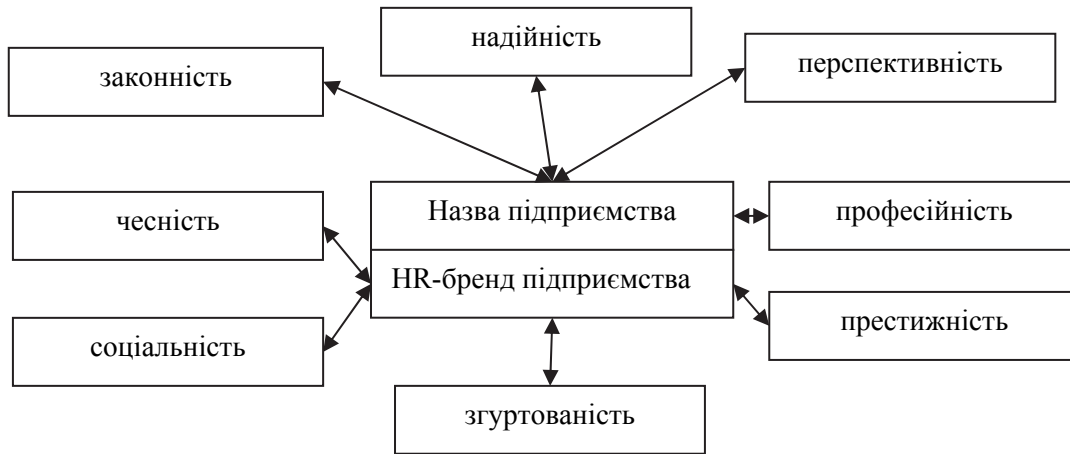 надійність
законність
перспективність
Назва підприємства
чесність
професійність
HR-бренд підприємства
соціальність
престижність
згуртованість